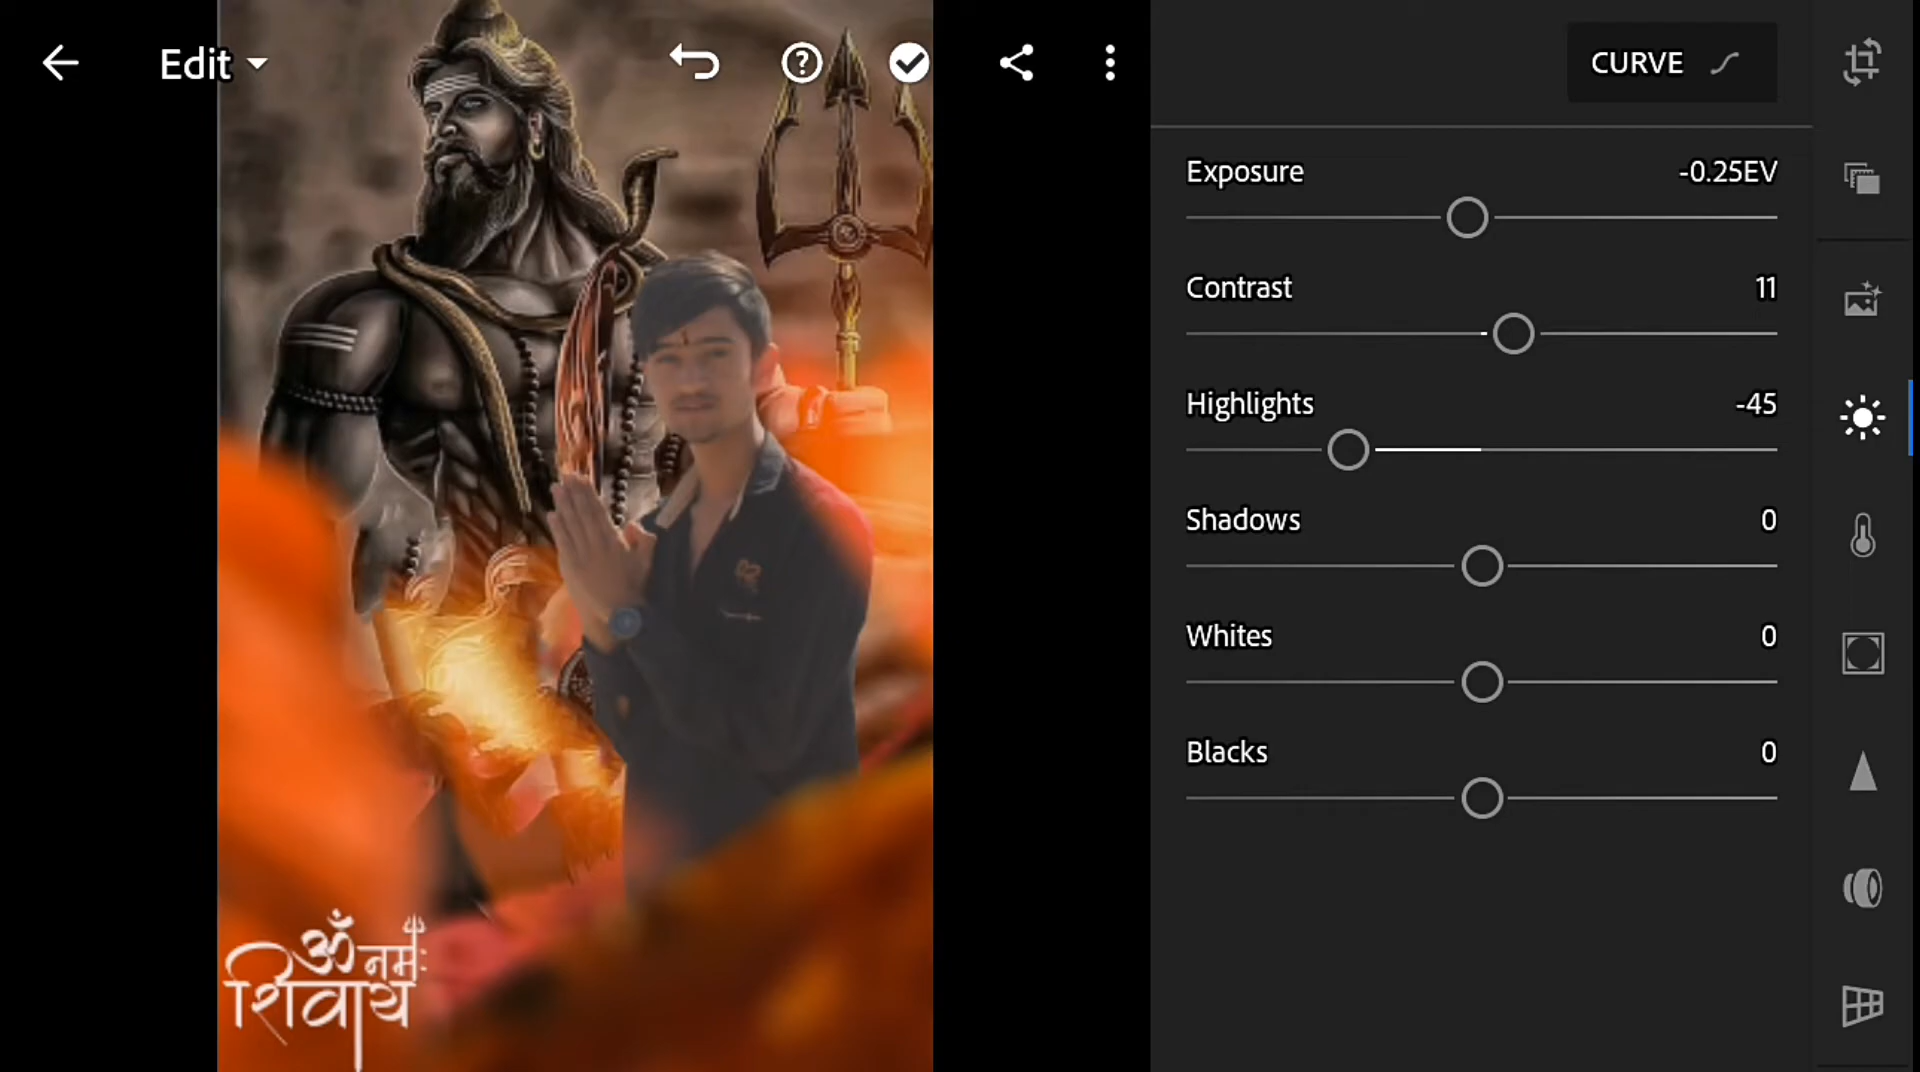 Edit
CURVE
Exposure -0.25EV
Contrast 11
Highlights -45
Shadows 0
Whites 0
Blacks 0
ॐ नमः
शिवाय